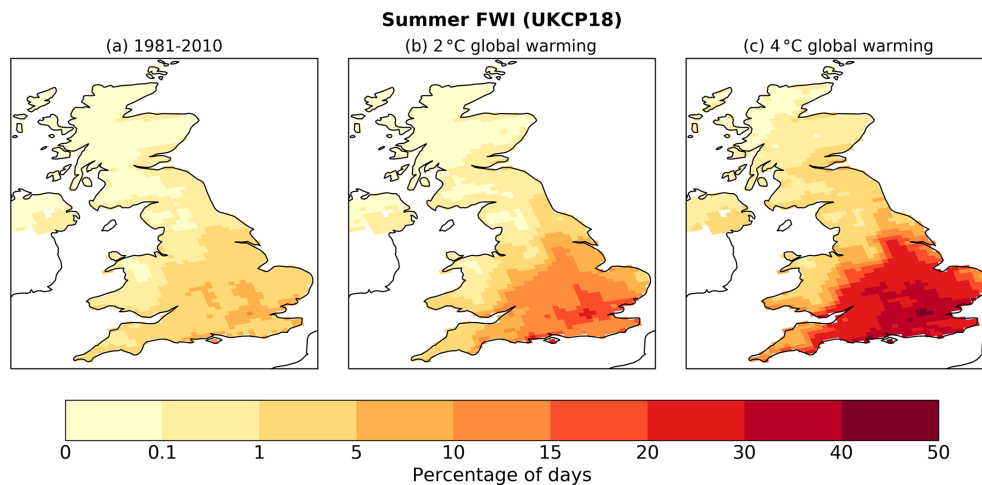 Summer FWI (UKCP18)
(a) 1981-2010
(b) 2 °C global warming
(c) 4 °C global warming
0 0.1 1 5 10 15 20 30 40 50
Percentage of days